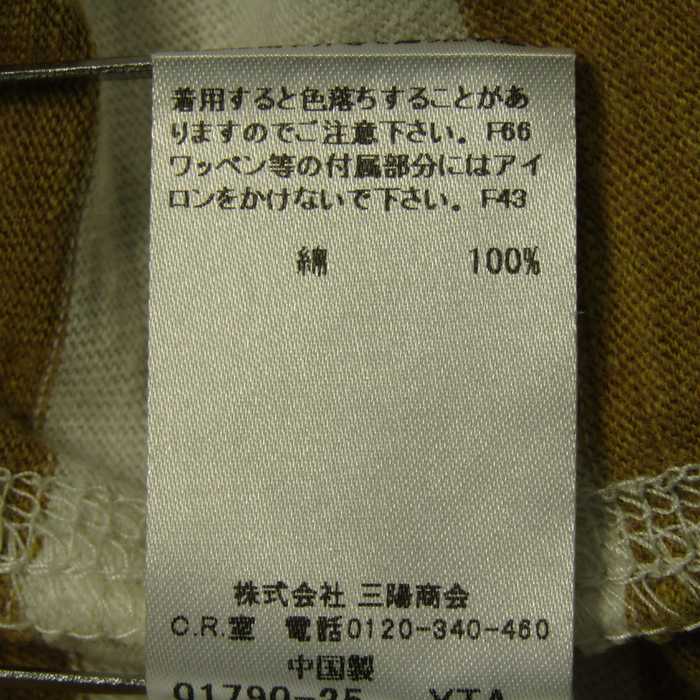 着用すると色落ちすることがあ
りますのでご注意下さい。F66
ワッペン等の付属部分にはアイ
ロンをかけないで下さい。F43
綿 100%
株式会社 三陽商会
C.R.室 電話0120-340-460
中国製
01790-25 YTA